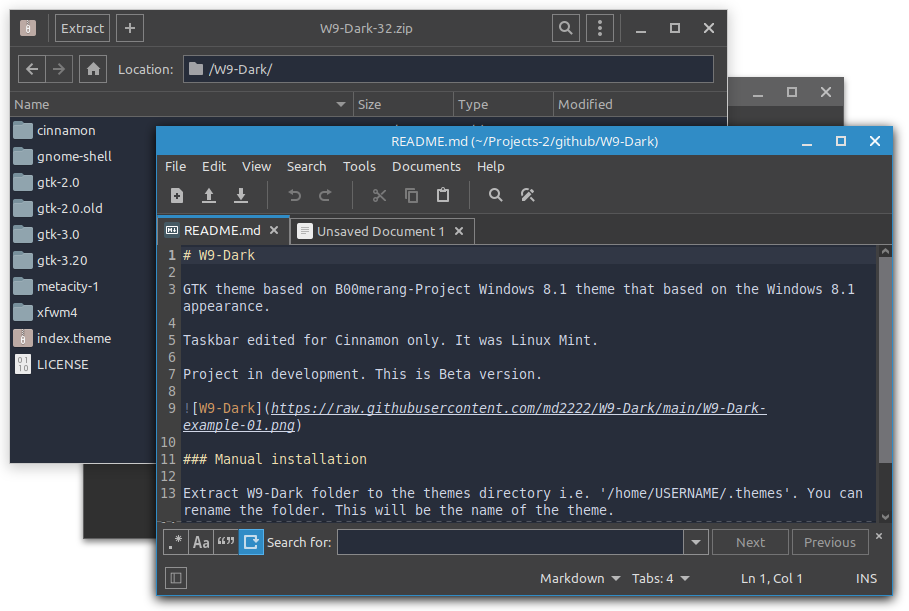 W9-Dark-32.zip
Extract
Location: /W9-Dark/
Name Size Type Modified
cinnamon
gnome-shell
gtk-2.0
gtk-2.0.old
gtk-3.0
gtk-3.20
metacity-1
xfwm4
index.theme
LICENSE
README.md (~/Projects-2/github/W9-Dark)
File Edit View Search Tools Documents Help
README.md Unsaved Document 1
1 # W9-Dark
2
3 GTK theme based on B00merang-Project Windows 8.1 theme that based on the Windows 8.1
appearance.
4
5 Taskbar edited for Cinnamon only. It was Linux Mint.
6
7 Project in development. This is Beta version.
8
9 ![W9-Dark](https://raw.githubusercontent.com/md2222/W9-Dark/main/W9-Dark-
example-01.png)
10
11 ### Manual installation
12
13 Extract W9-Dark folder to the themes directory i.e. '/home/USERNAME/.themes'. You can
rename the folder. This will be the name of the theme.
.* Aa “” Search for: Next Previous
Markdown Tabs: 4 Ln 1, Col 1 INS